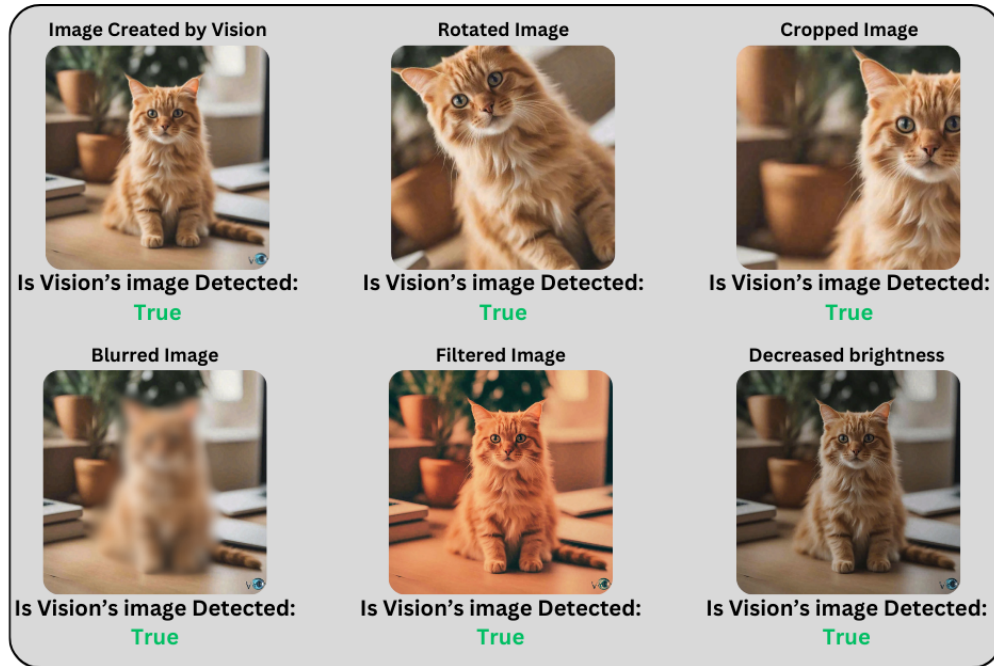 Image Created by Vision
Rotated Image
Cropped Image
Is Vision’s image Detected:
True
Is Vision’s image Detected:
True
Is Vision’s image Detected:
True
Blurred Image
Filtered Image
Decreased brightness
Is Vision’s image Detected:
True
Is Vision’s image Detected:
True
Is Vision’s image Detected:
True